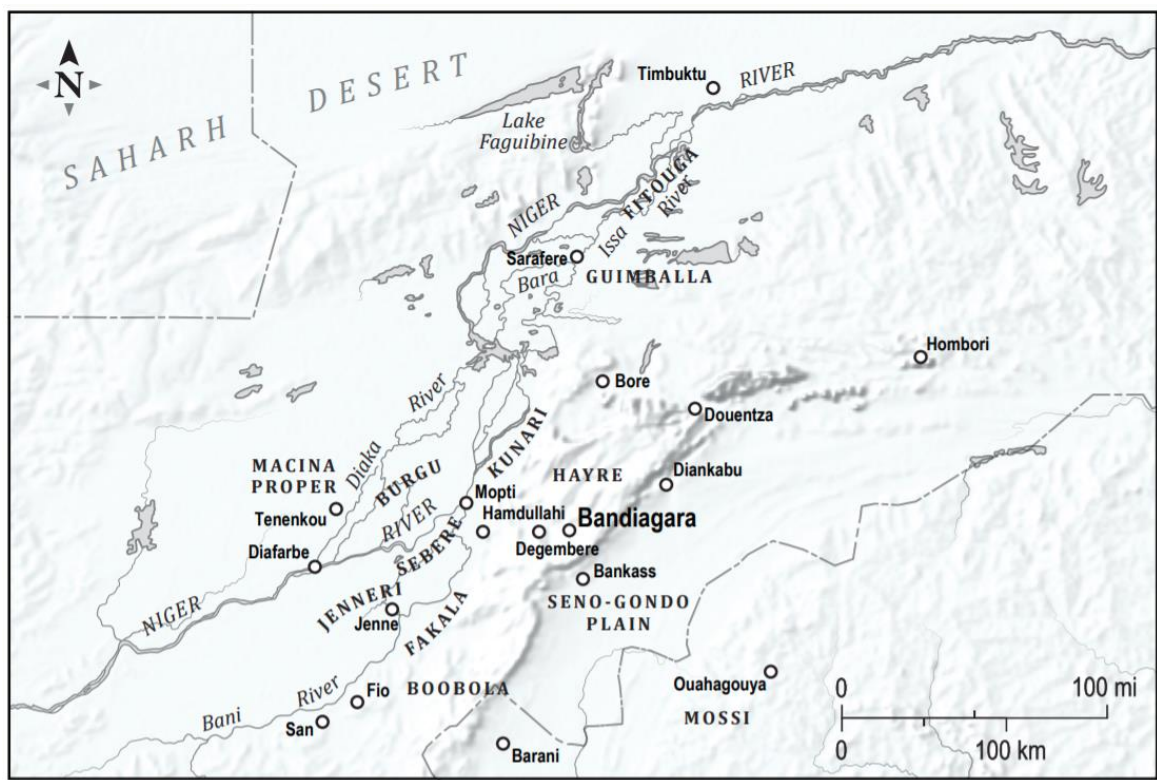 N
SAHARH DESERT
Timbuktu
RIVER
Lake
Faguibine
NIGER
FITOUGA
Issa River
Sarafere
Bara
GUIMBALLA
Hombori
Bore
River
Douentza
KUNARI
Diaka
MACINA
PROPER
BURGU
HAYRE
Diankabu
Mopti
Tenenkou
RIVER
Hamdullahi
Bandiagara
SEBERE
Degembere
Diafarbe
Bankass
JENNERI
SENO-GONDO
PLAIN
NIGER
Jenne
FAKALA
Ouahagouya
0 100 mi
River
Fio
BOOBOLA
MOSSI
Bani
San
Barani
0 100 km